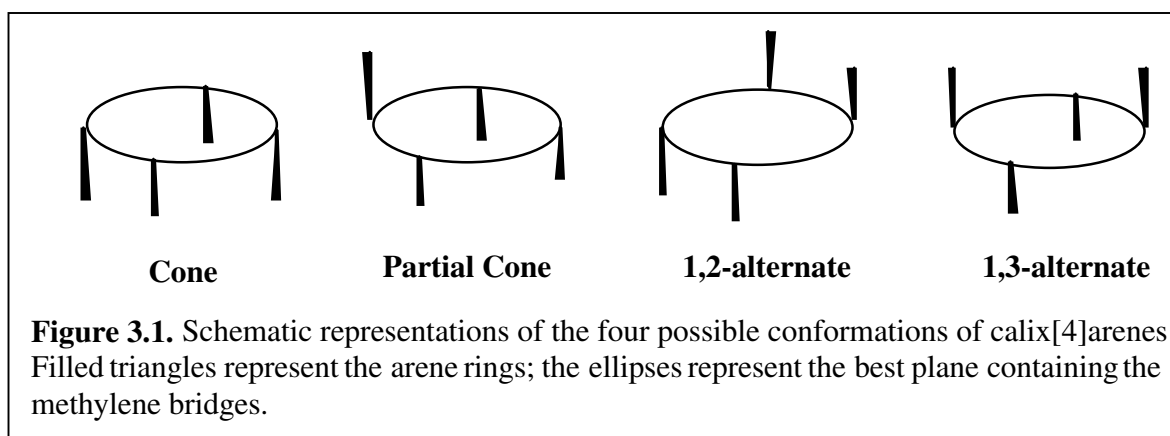 Cone
Partial Cone
1,2-alternate
1,3-alternate
Figure 3.1. Schematic representations of the four possible conformations of calix[4]arenes
Filled triangles represent the arene rings; the ellipses represent the best plane containing the
methylene bridges.